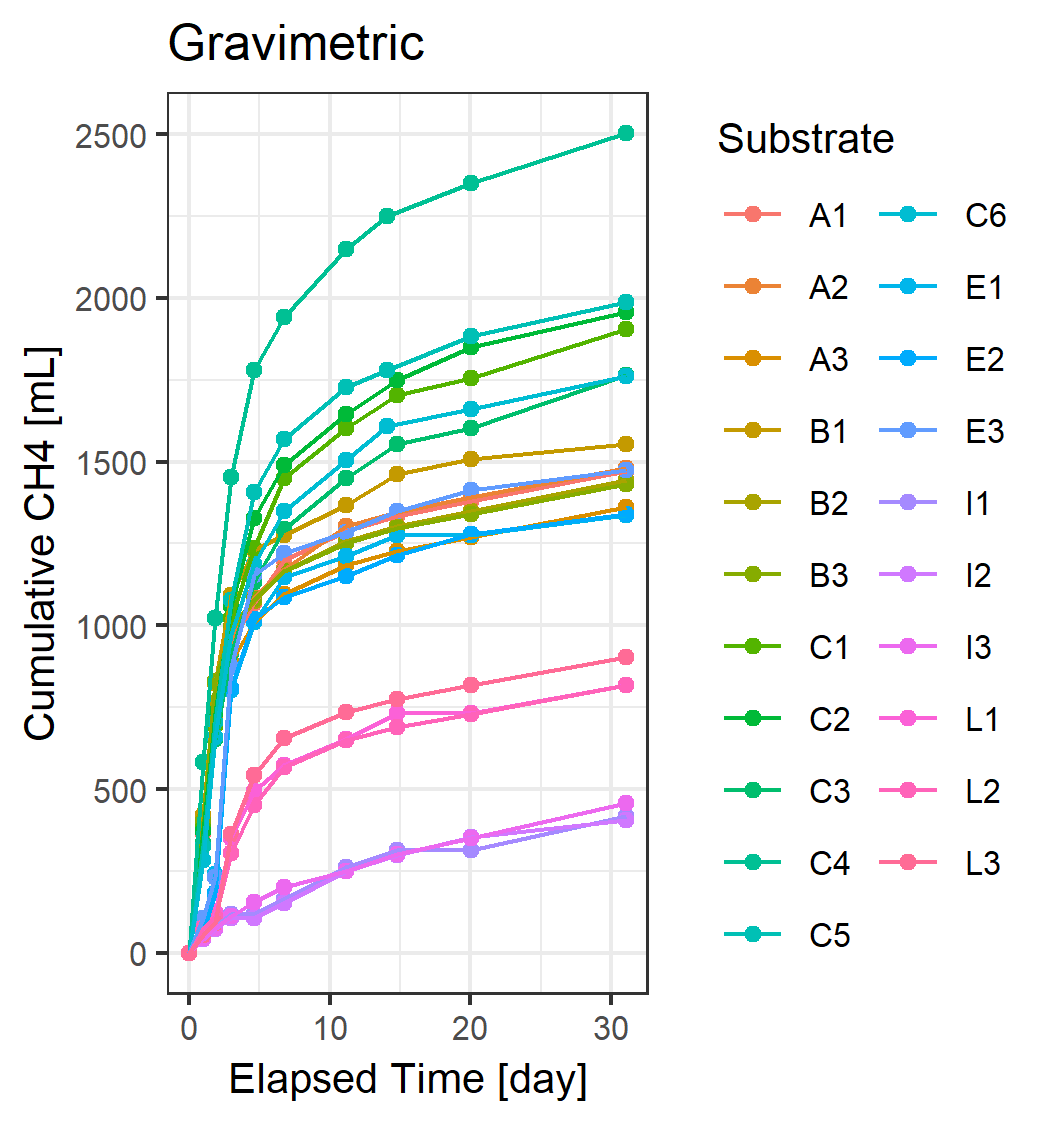 Gravimetric
Cumulative CH4 [mL]
2500
2000
1500
1000
500
0
0 10 20 30
Elapsed Time [day]
Substrate
A1
A2
A3
B1
B2
B3
C1
C2
C3
C4
C5
C6
E1
E2
E3
I1
I2
I3
L1
L2
L3